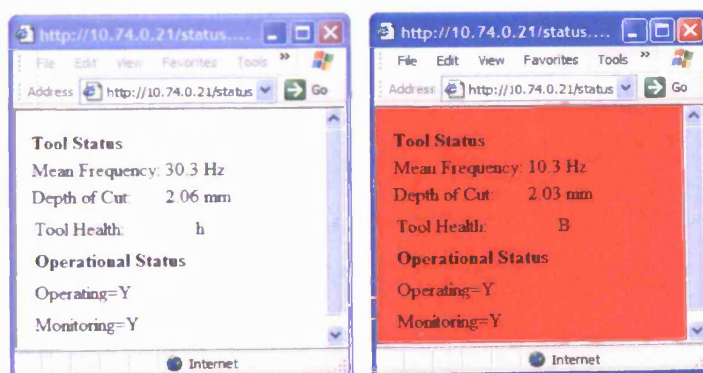 http://10.74.0.21/status....
File Edit View Favorites Tools »
Address http://10.74.0.21/status Go
Tool Status
Mean Frequency: 30.3 Hz
Depth of Cut: 2.06 mm
Tool Health: h
Operational Status
Operating=Y
Monitoring=Y
Internet
http://10.74.0.21/status....
File Edit View Favorites Tools »
Address http://10.74.0.21/status Go
Tool Status
Mean Frequency: 10.3 Hz
Depth of Cut: 2.03 mm
Tool Health: B
Operational Status
Operating=Y
Monitoring=Y
Internet